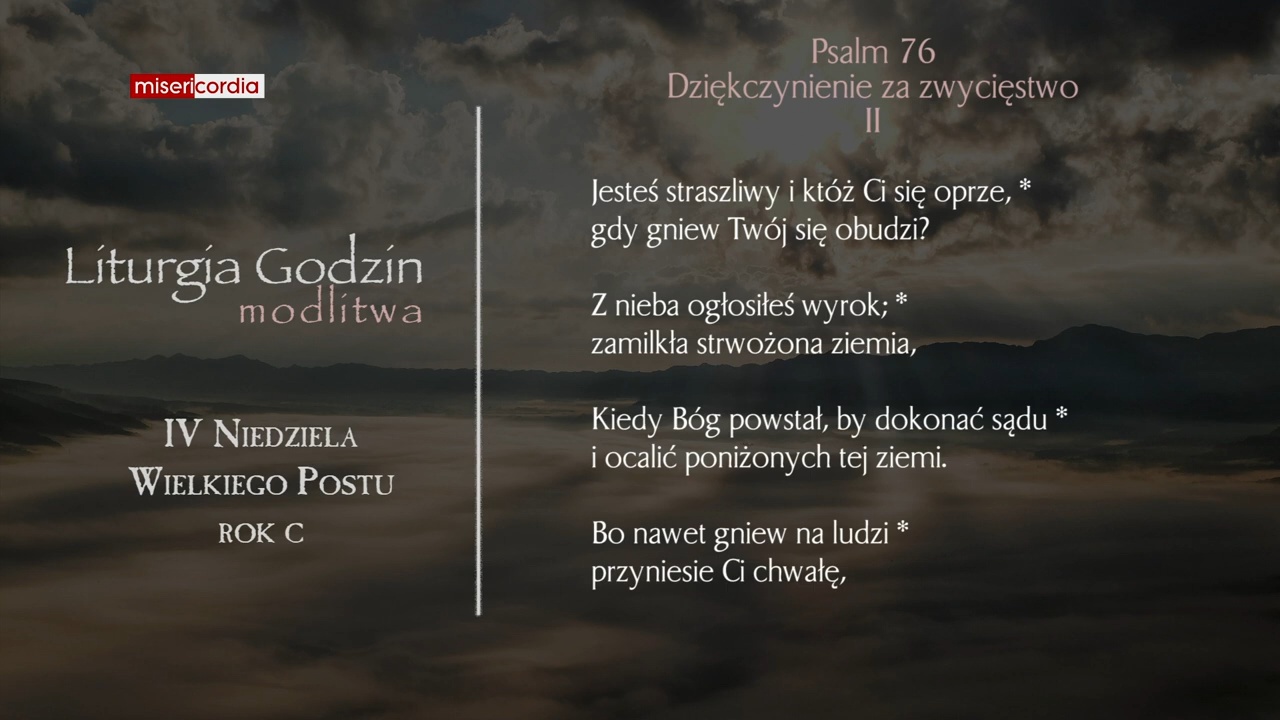 misericordia
Liturgia Godzin
modlitwa
IV Niedziela
Wielkiego Postu
rok C
Psalm 76
Dziękczynienie za zwycięstwo
II
Jesteś straszliwy i któż Ci się oprze, *
gdy gniew Twój się obudzi?
Z nieba ogłosiłeś wyrok; *
zamilkła strwożona ziemia,
Kiedy Bóg powstał, by dokonać sądu *
i ocalić poniżonych tej ziemi.
Bo nawet gniew na ludzi *
przyniesie Ci chwałę,